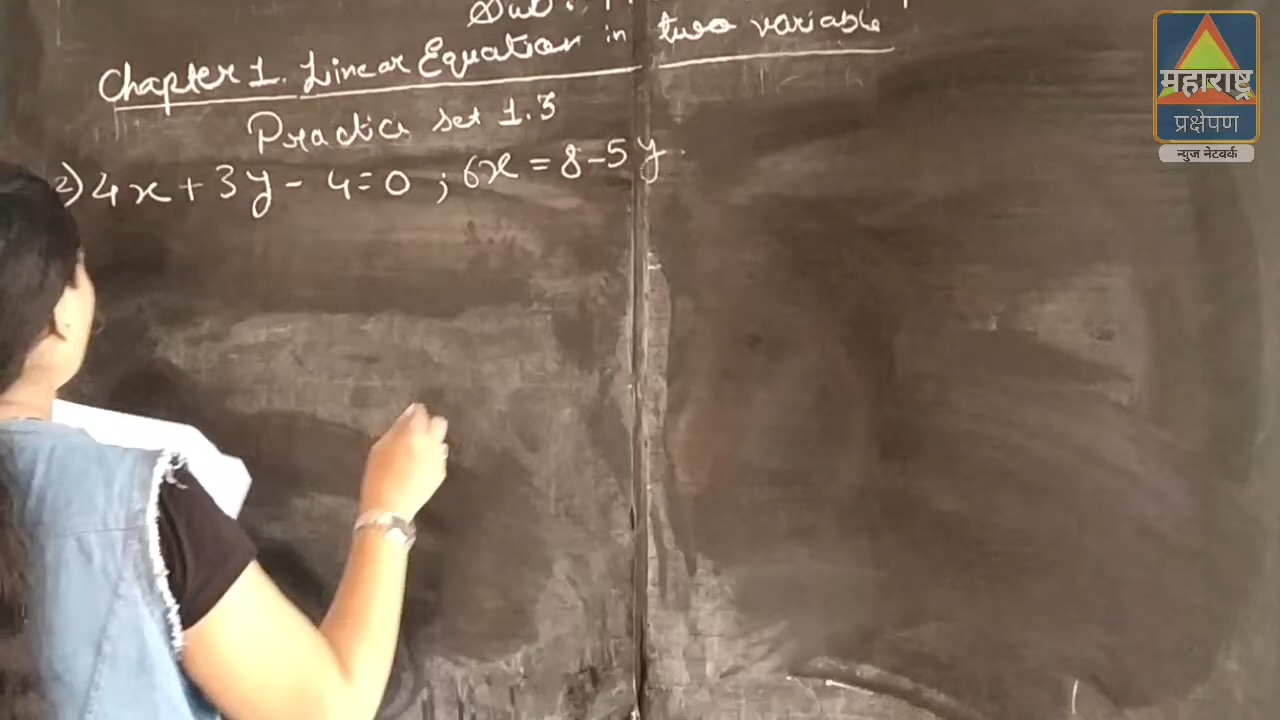 Sub:
Chapter 1. Linear Equation in two variable
Practice set 1.3
2) 4x + 3y - 4 = 0 ; 6x = 8 - 5y.
महाराष्ट्र
प्रक्षेपण
न्युज नेटवर्क